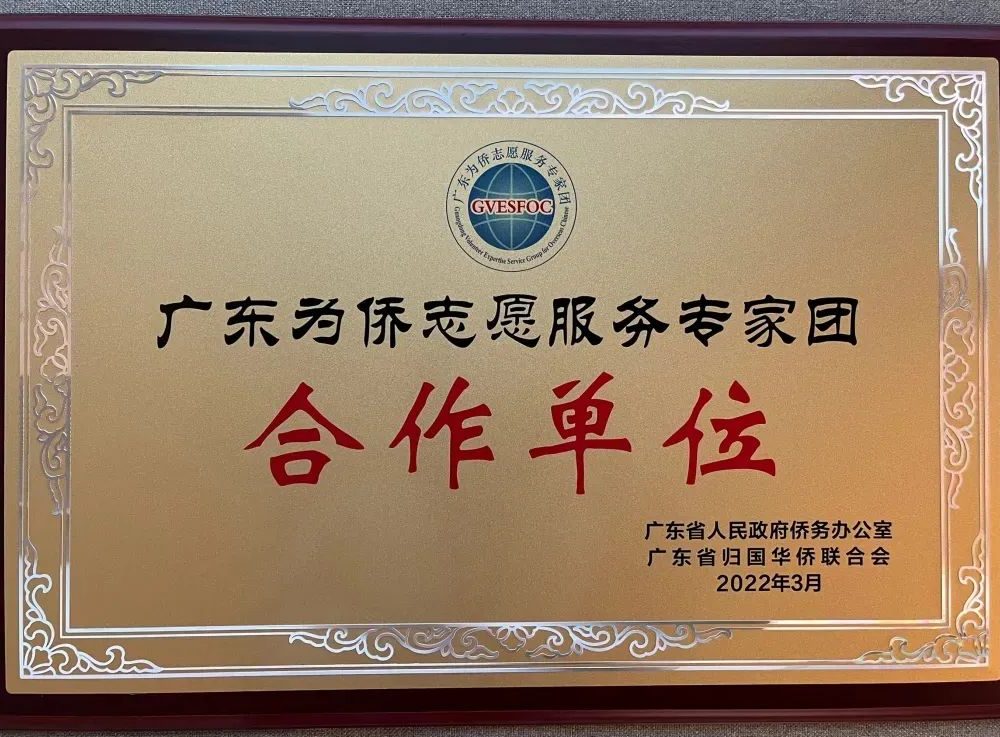 广东为侨志愿服务专家团
GVESFOC
Guangdong Volunteer Expertise Service Group for Overseas Chinese
广东为侨志愿服务专家团
合作单位
广东省人民政府侨务办公室
广东省归国华侨联合会
2022年3月